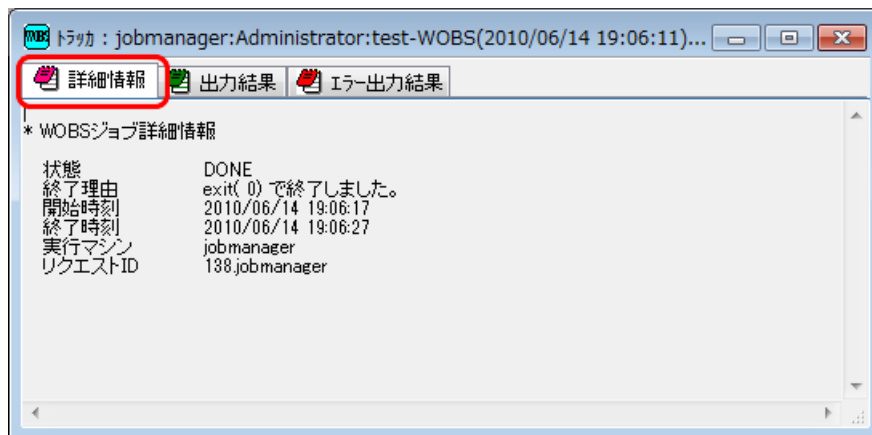 WOBS トラッカ : jobmanager:Administrator:test-WOBS(2010/06/14 19:06:11)...
詳細情報 出力結果 エラー出力結果
* WOBSジョブ詳細情報
状態 DONE
終了理由 exit( 0) で終了しました。
開始時刻 2010/06/14 19:06:17
終了時刻 2010/06/14 19:06:27
実行マシン jobmanager
リクエストID 138.jobmanager